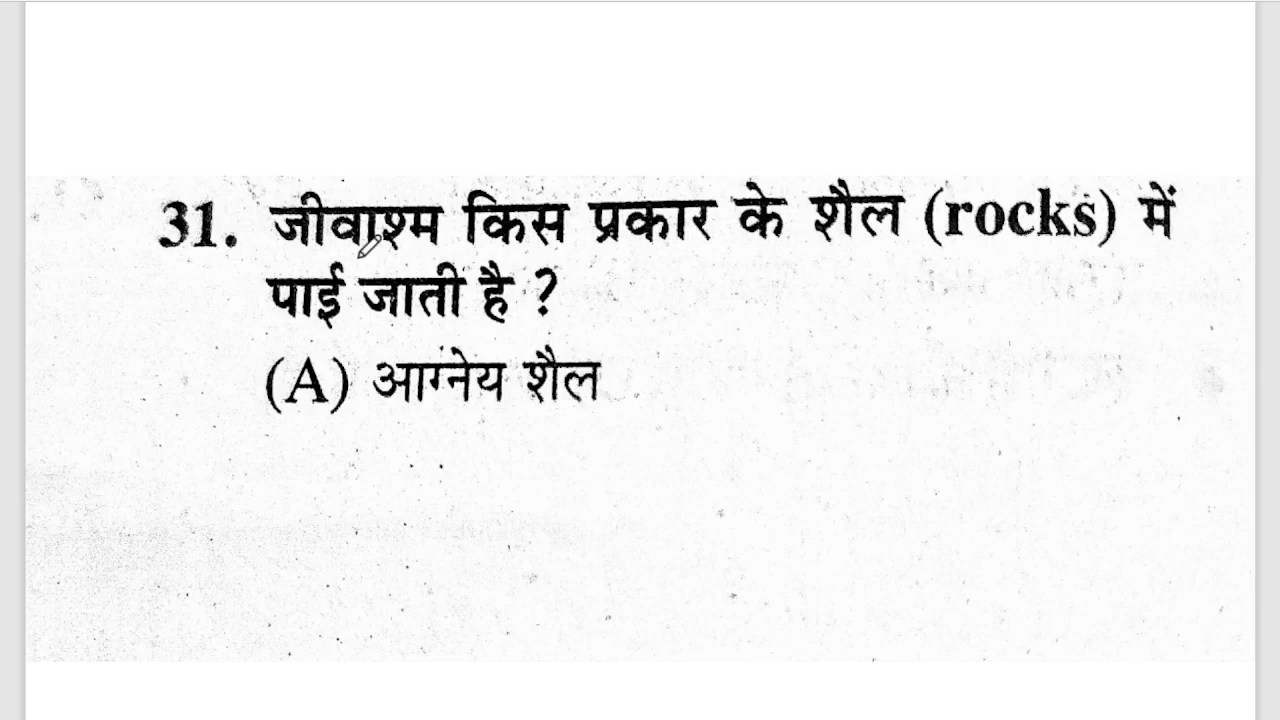 31. जीवाश्म किस प्रकार के शैल (rocks) में
पाई जाती है ?
(A) आग्नेय शैल